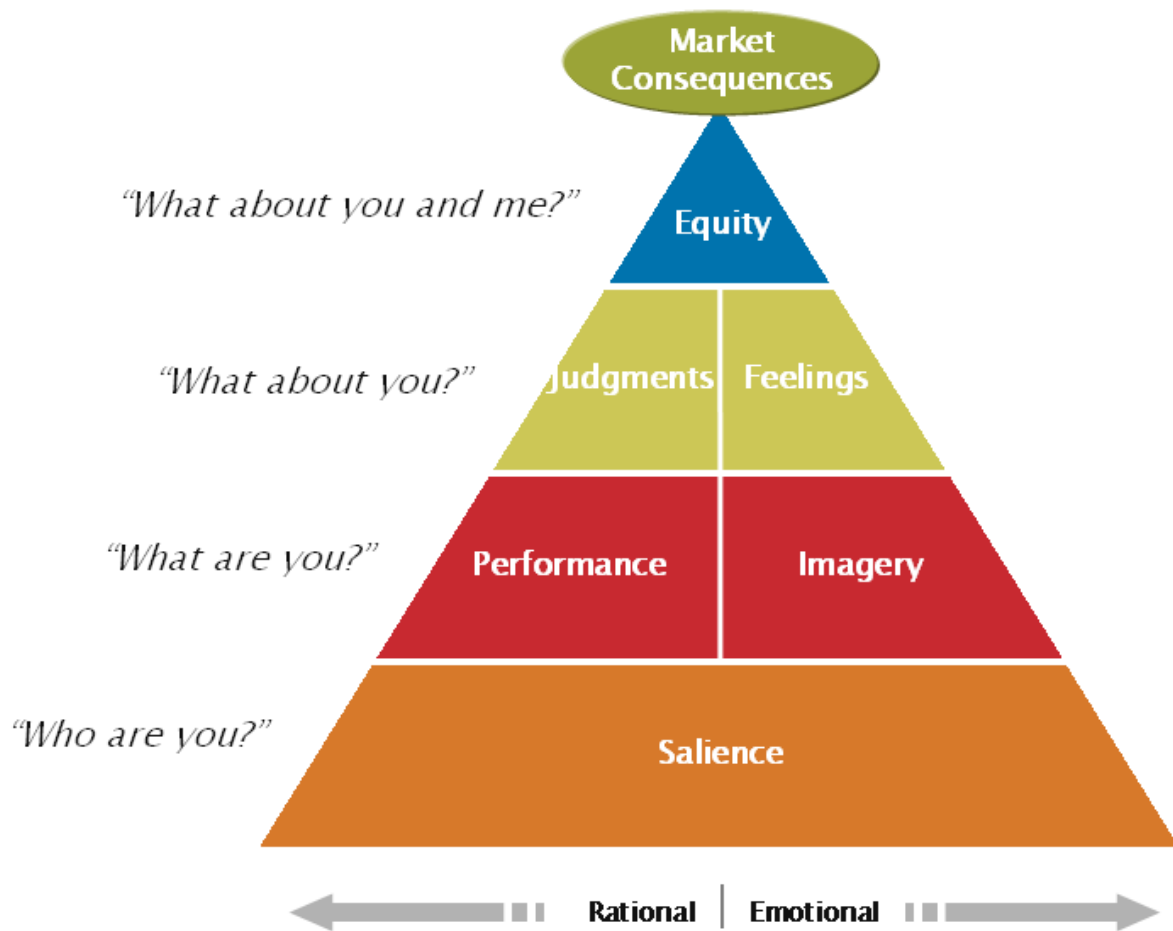 Market
Consequences
“What about you and me?”
Equity
“What about you?”
Judgments
Feelings
“What are you?”
Performance
Imagery
“Who are you?”
Salience
Rational
Emotional